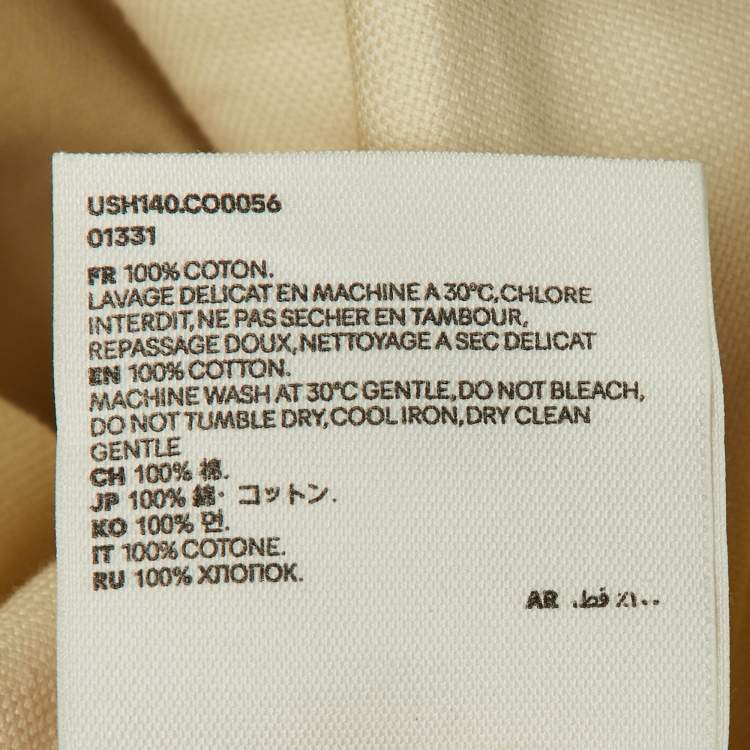 USH140.CO0056
01331
FR 100% COTON.
LAVAGE DELICAT EN MACHINE A 30°C,CHLORE
INTERDIT,NE PAS SECHER EN TAMBOUR,
REPASSAGE DOUX,NETTOYAGE A SEC DELICAT
EN 100% COTTON.
MACHINE WASH AT 30°C GENTLE,DO NOT BLEACH,
DO NOT TUMBLE DRY,COOL IRON,DRY CLEAN
GENTLE
CH 100% 棉.
JP 100% 綿・コットン.
KO 100% 면.
IT 100% COTONE.
RU 100% ХПОПОК.
AR .قطن ٪١٠٠